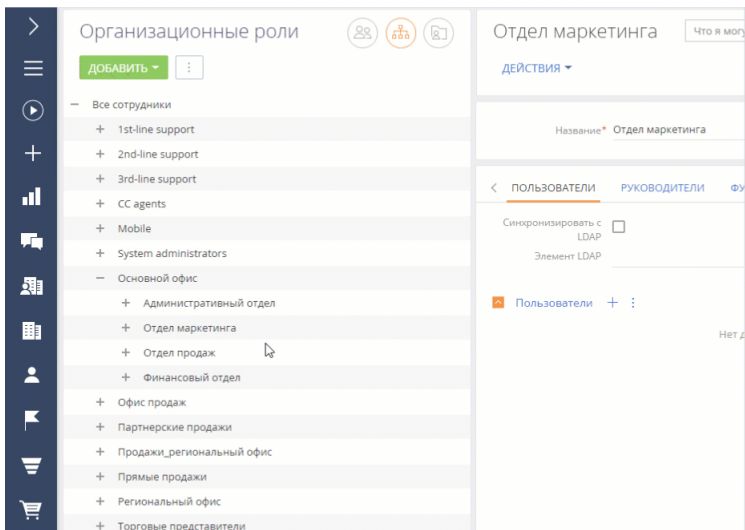 Организационные роли
ДОБАВИТЬ
Все сотрудники
1st-line support
2nd-line support
3rd-line support
CC agents
Mobile
System administrators
Основной офис
Административный отдел
Отдел маркетинга
Отдел продаж
Финансовый отдел
Офис продаж
Партнерские продажи
Продажи_региональный офис
Прямые продажи
Региональный офис
Торговые представители
Отдел маркетинга
Что я могу
ДЕЙСТВИЯ
Название* Отдел маркетинга
ПОЛЬЗОВАТЕЛИ РУКОВОДИТЕЛИ ФУ
Синхронизировать с
LDAP
Элемент LDAP
Пользователи
Нет д